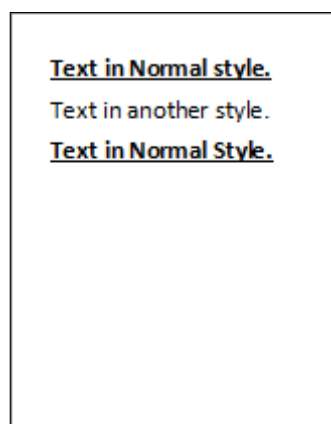 Text in Normal style.
Text in another style.
Text in Normal Style.